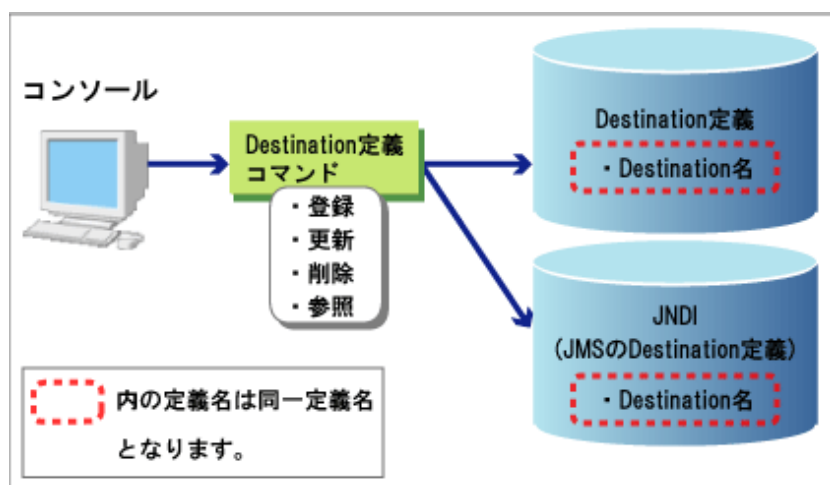 コンソール
Destination定義
コマンド
・登録
・更新
・削除
・参照
Destination定義
・Destination名
JNDI
(JMSのDestination定義)
・Destination名
内の定義名は同一定義名
となります。